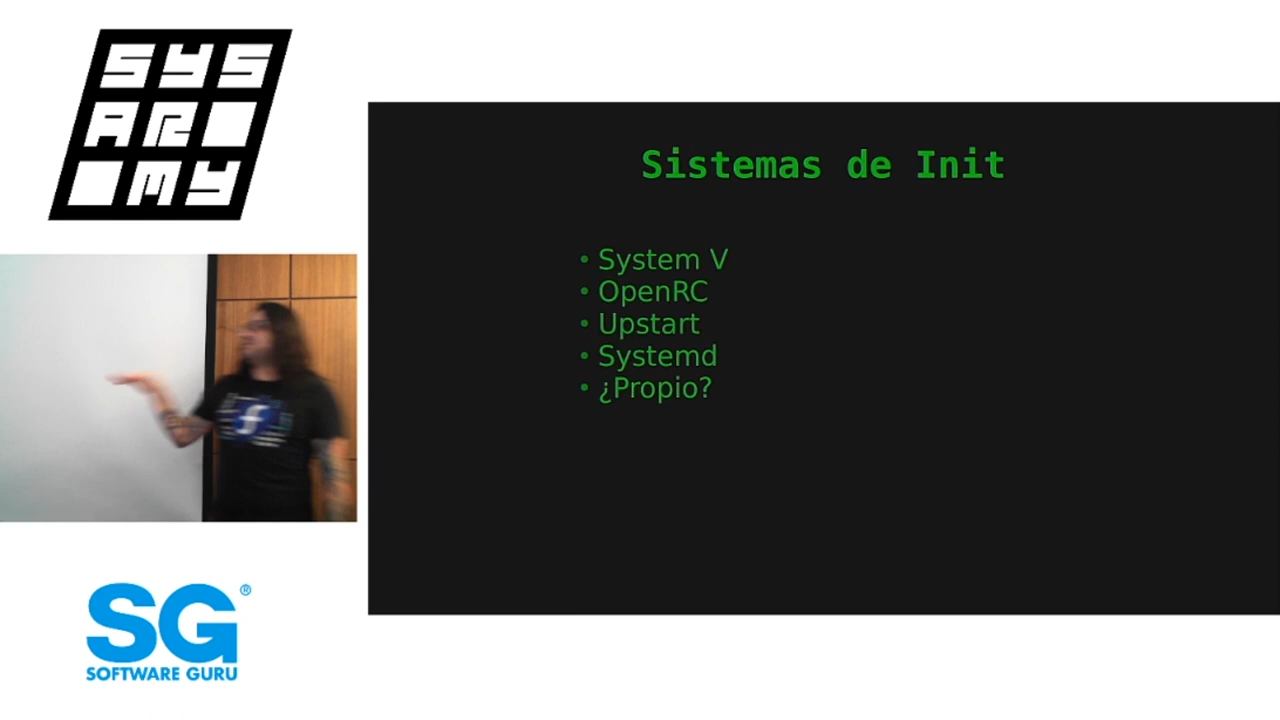 SYS
AR
MY
Sistemas de Init
• System V
• OpenRC
• Upstart
• Systemd
• ¿Propio?
f
SG®
SOFTWARE GURU